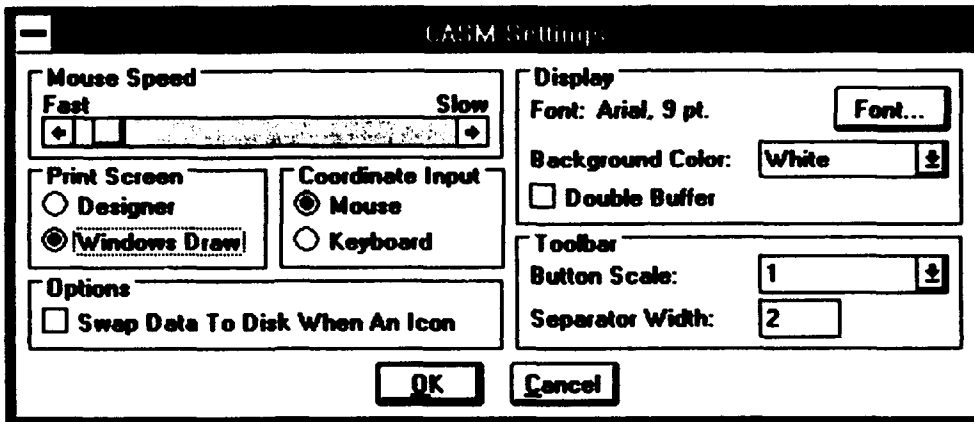 CASM Settings
Mouse Speed
Fast Slow
Print Screen
Designer
Windows Draw
Coordinate Input
Mouse
Keyboard
Options
Swap Data To Disk When An Icon
Display
Font: Arial, 9 pt. Font...
Background Color: White
Double Buffer
Toolbar
Button Scale: 1
Separator Width: 2
OK Cancel